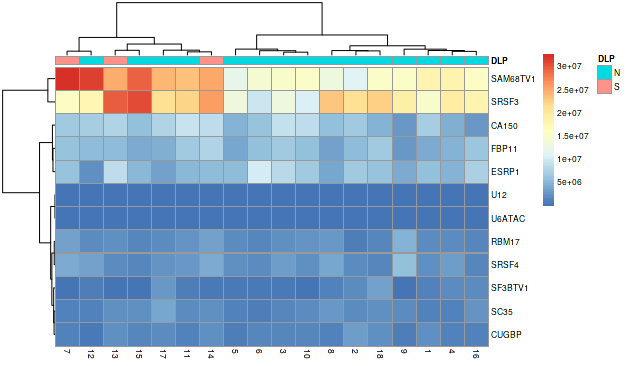 DLP
DLP
N
S
SAM68TV1
SRSF3
CA150
FBP11
ESRP1
U12
U6ATAC
RBM17
SRSF4
SF3BTV1
SC35
CUGBP
3e+07
2.5e+07
2e+07
1.5e+07
1e+07
5e+06
7 12 13 15 17 11 14 5 6 3 10 8 2 18 9 1 4 16